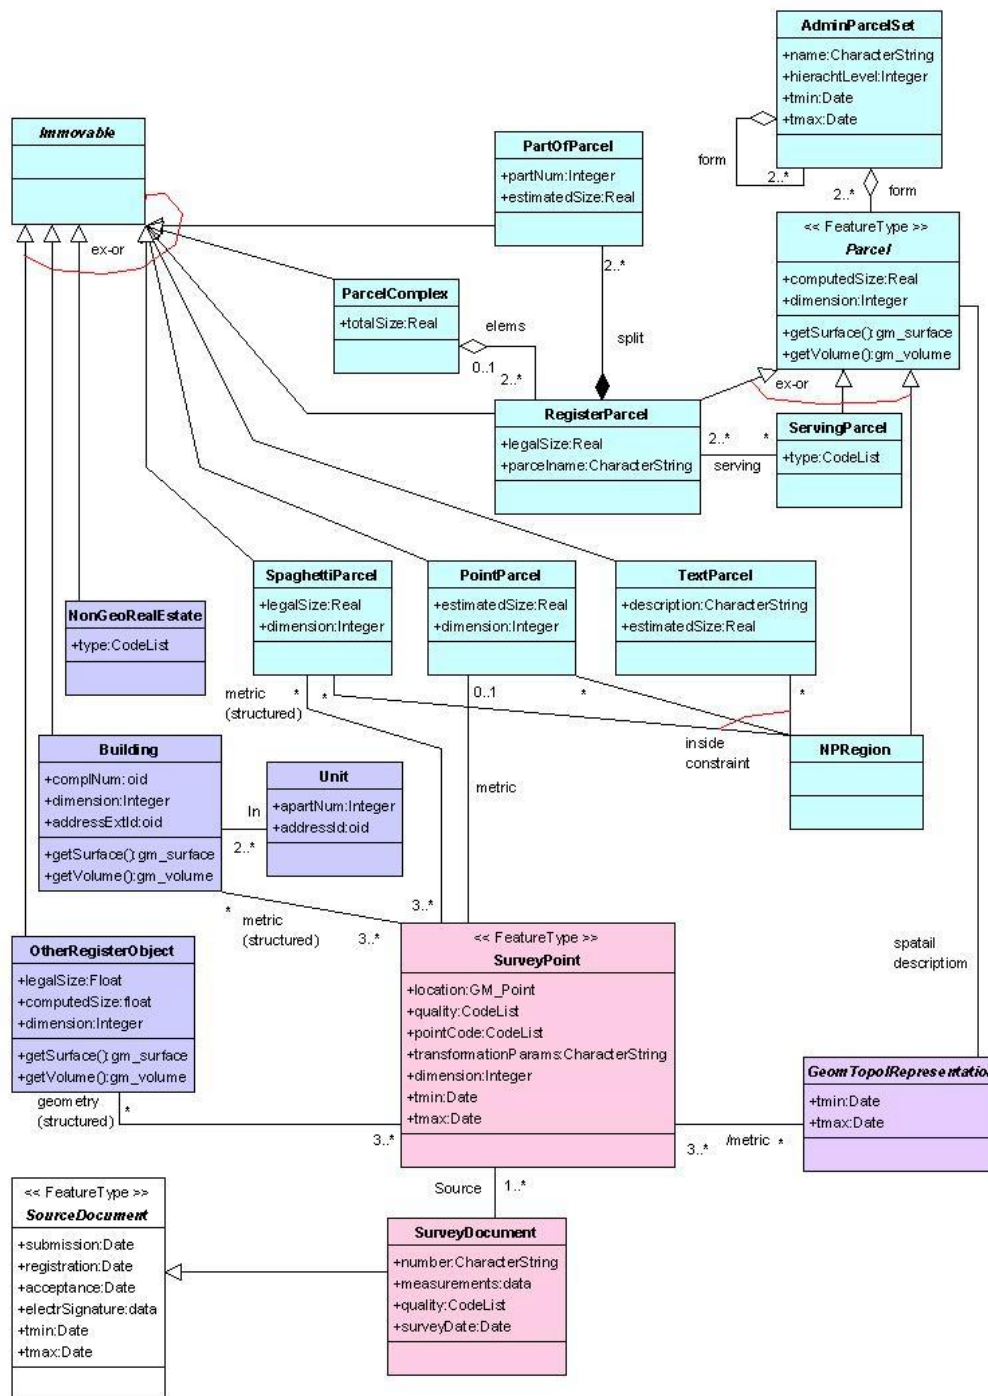 AdminParcelSet
+name:CharacterString
+hierachtLevel:Integer
+tmin:Date
+tmax:Date
form
2..*
2..*
form
Immovable
ex-or
PartOfParcel
+partNum:Integer
+estimatedSize:Real
2..*
split
<< FeatureType >>
Parcel
+computedSize:Real
+dimension:Integer
+getSurface():gm_surface
+getVolume():gm_volume
ex-or
ParcelComplex
+totalSize:Real
elems
0..1
2..*
RegisterParcel
+legalSize:Real
+parcelname:CharacterString
2..*
*
serving
ServingParcel
+type:CodeList
SpaghettiParcel
+legalSize:Real
+dimension:Integer
PointParcel
+estimatedSize:Real
+dimension:Integer
TextParcel
+description:CharacterString
+estimatedSize:Real
NonGeoRealEstate
+type:CodeList
metric
(structured)
*
*
0..1
*
*
inside
constraint
NPRegion
metric
Building
+complNum:oid
+dimension:Integer
+addressExtId:oid
+getSurface():gm_surface
+getVolume():gm_volume
In
2..*
Unit
+apartNum:Integer
+addressId:oid
*
metric
(structured)
3..*
3..*
OtherRegisterObject
+legalSize:Float
+computedSize:float
+dimension:Integer
+getSurface():gm_surface
+getVolume():gm_volume
geometry
(structured)
*
3..*
<< FeatureType >>
SurveyPoint
+location:GM_Point
+quality:CodeList
+pointCode:CodeList
+transformationParams:CharacterString
+dimension:Integer
+tmin:Date
+tmax:Date
spatail
descriptiom
GeomTopolRepresentation
+tmin:Date
+tmax:Date
3..*
/metric
*
Source
1..*
<< FeatureType >>
SourceDocument
+submission:Date
+registration:Date
+acceptance:Date
+electrSignature:data
+tmin:Date
+tmax:Date
SurveyDocument
+number:CharacterString
+measurements:data
+quality:CodeList
+surveyDate:Date